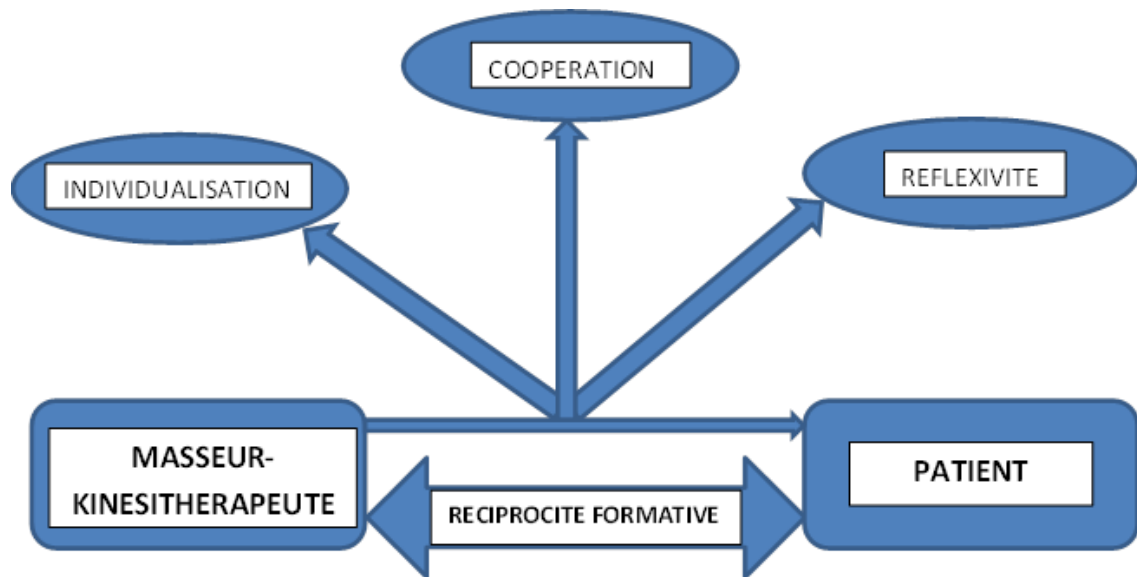 COOPERATION
INDIVIDUALISATION
REFLEXIVITE
MASSEUR-
KINESITHERAPEUTE
PATIENT
RECIPROCITE FORMATIVE